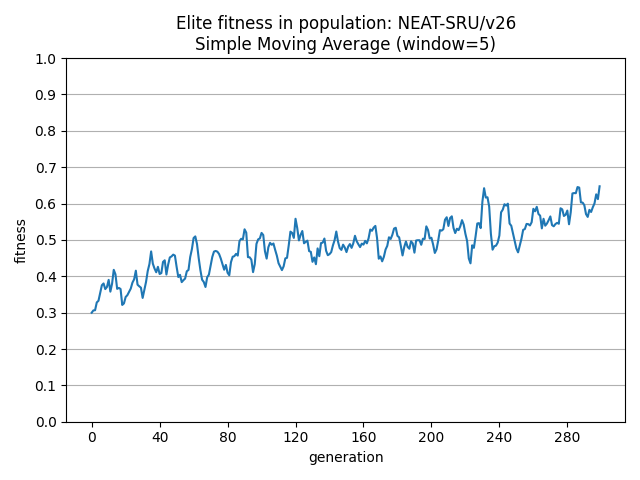 Elite fitness in population: NEAT-SRU/v26
Simple Moving Average (window=5)
1.0
0.9
0.8
0.7
0.6
0.5
0.4
0.3
0.2
0.1
0.0
fitness
0 40 80 120 160 200 240 280
generation